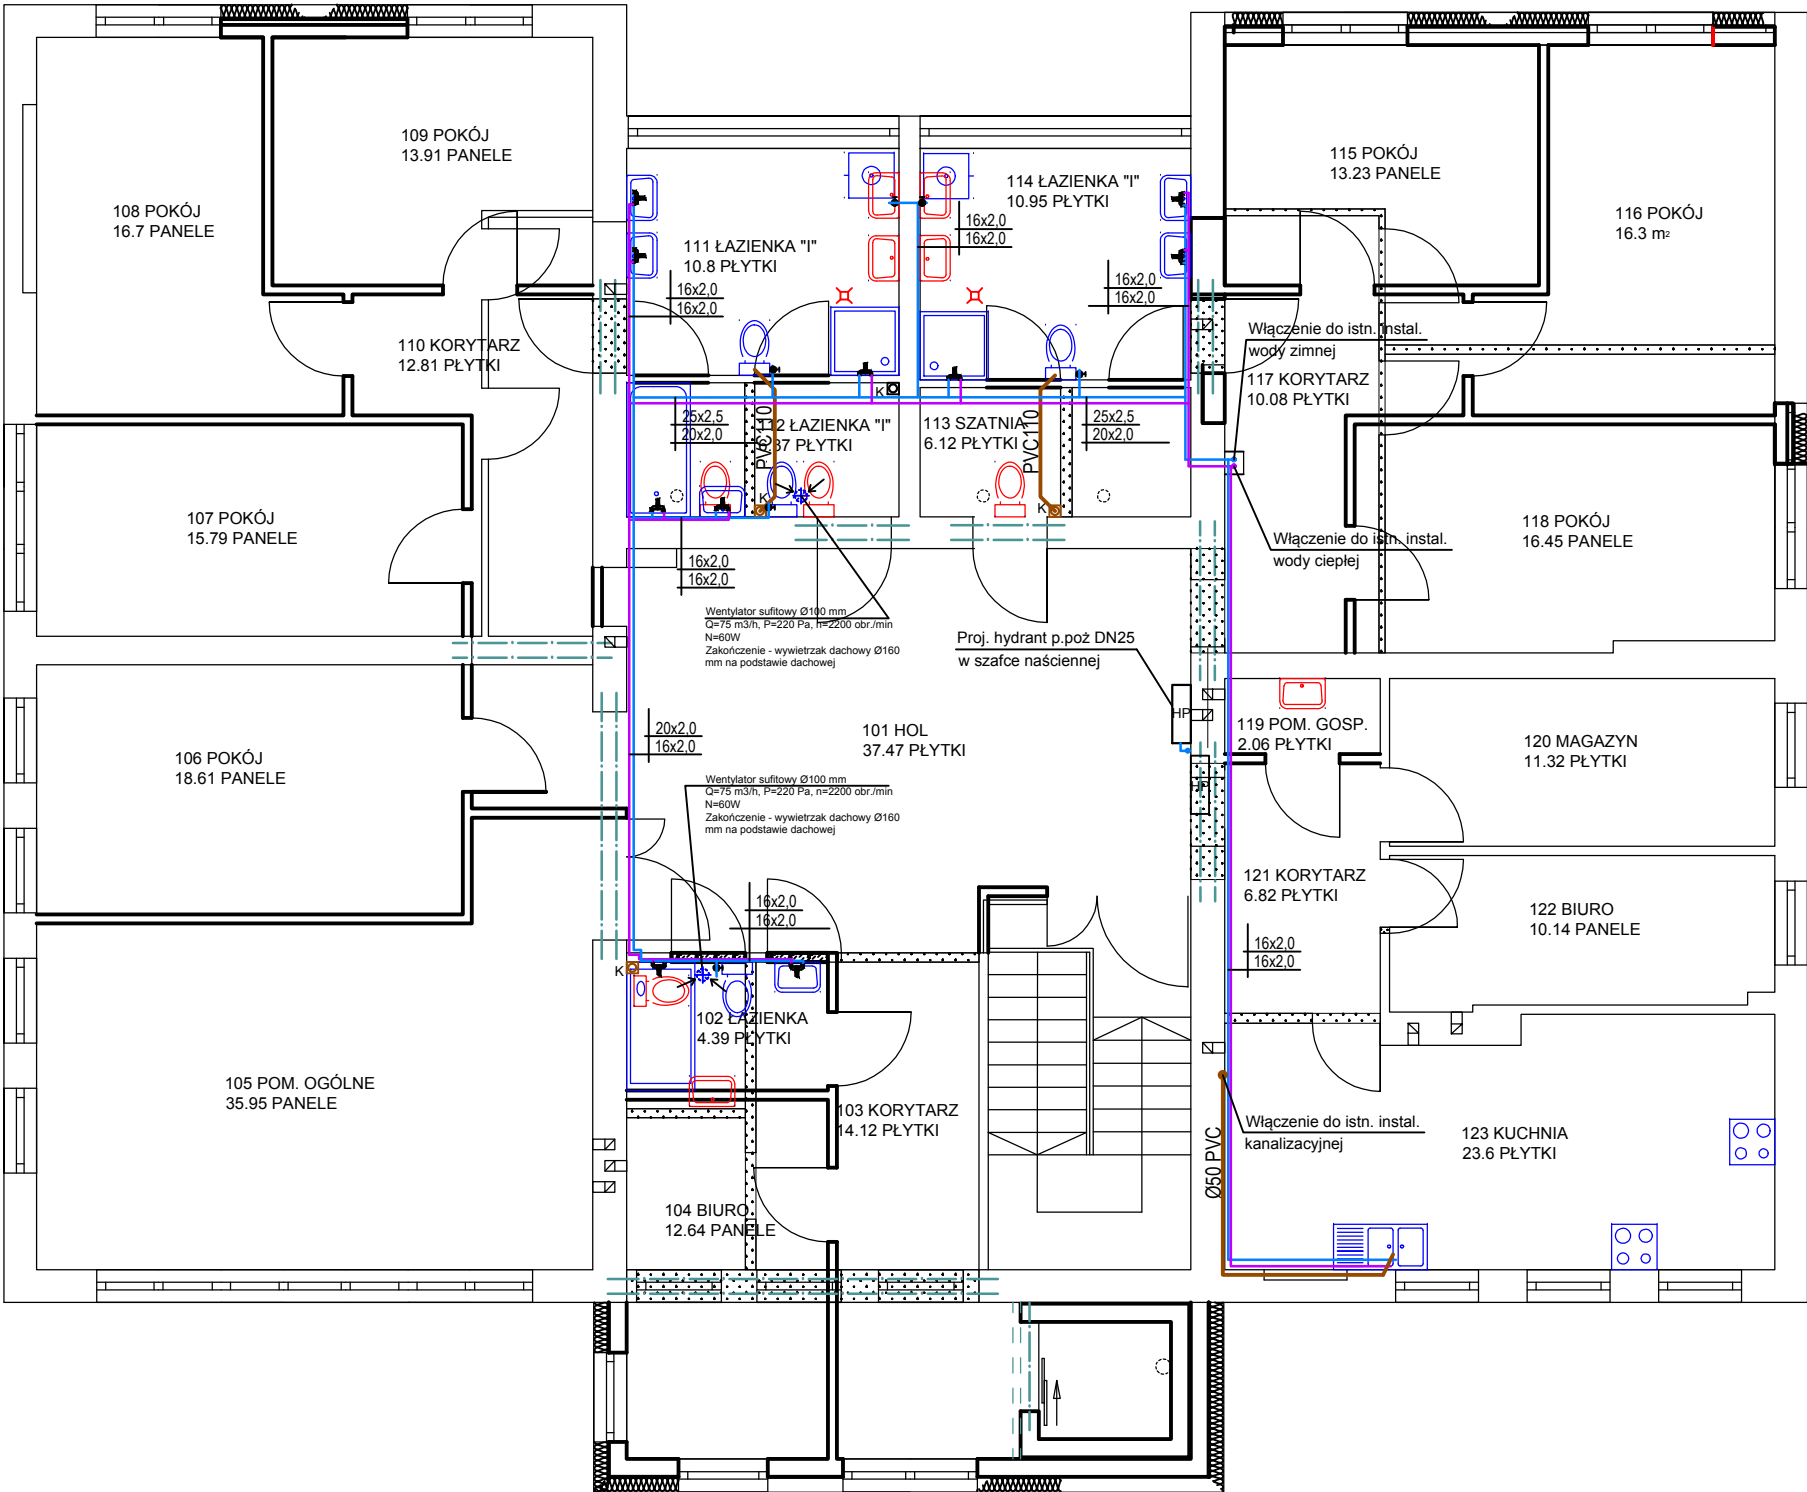 109 POKÓJ
13.91 PANELE
108 POKÓJ
16.7 PANELE
110 KORYTARZ
12.81 PŁYTKI
111 ŁAZIENKA "I"
10.8 PŁYTKI
16x2,0
16x2,0
114 ŁAZIENKA "I"
10.95 PŁYTKI
16x2,0
16x2,0
16x2,0
16x2,0
115 POKÓJ
13.23 PANELE
116 POKÓJ
16.3 m²
Włączenie do istn. instal.
wody zimnej
117 KORYTARZ
10.08 PŁYTKI
K
25x2,5
20x2,0
PVC110
ŁAZIENKA "I"
PŁYTKI
K
113 SZATNIA
6.12 PŁYTKI
PVC110
K
25x2,5
20x2,0
107 POKÓJ
15.79 PANELE
118 POKÓJ
16.45 PANELE
Włączenie do istn. instal.
wody ciepłej
16x2,0
16x2,0
Wentylator sufitowy Ø100 mm
Q=75 m3/h, P=220 Pa, n=2200 obr./min
N=60W
Zakończenie - wywietrzak dachowy Ø160
mm na podstawie dachowej
Proj. hydrant p.poż DN25
w szafce naściennej
HP
HP
106 POKÓJ
18.61 PANELE
20x2,0
16x2,0
101 HOL
37.47 PŁYTKI
119 POM. GOSP.
2.06 PŁYTKI
120 MAGAZYN
11.32 PŁYTKI
Wentylator sufitowy Ø100 mm
Q=75 m3/h, P=220 Pa, n=2200 obr./min
N=60W
Zakończenie - wywietrzak dachowy Ø160
mm na podstawie dachowej
121 KORYTARZ
6.82 PŁYTKI
122 BIURO
10.14 PANELE
16x2,0
16x2,0
16x2,0
16x2,0
K
102 ŁAZIENKA
4.39 PŁYTKI
105 POM. OGÓLNE
35.95 PANELE
103 KORYTARZ
14.12 PŁYTKI
Włączenie do istn. instal.
kanalizacyjnej
Ø50 PVC
123 KUCHNIA
23.6 PŁYTKI
104 BIURO
12.64 PANELE